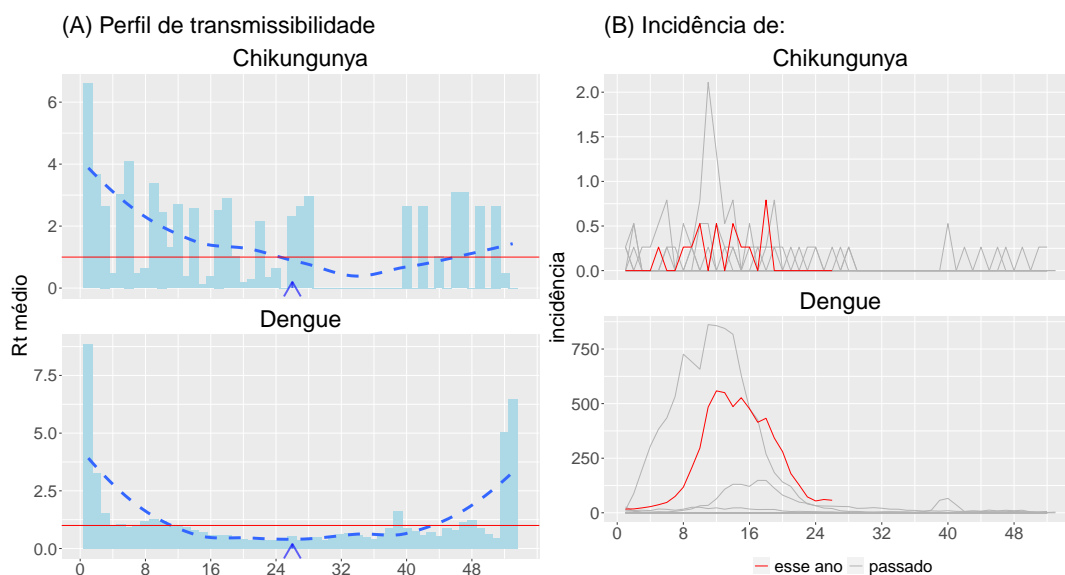 (A) Perfil de transmissibilidade
Chikungunya
6
4
2
0
Dengue
7.5
5.0
2.5
0.0
0 8 16 24 32 40 48
Rt médio
(B) Incidência de:
Chikungunya
2.0
1.5
1.0
0.5
0.0
Dengue
750
500
250
0
0 8 16 24 32 40 48
incidência
esse ano passado